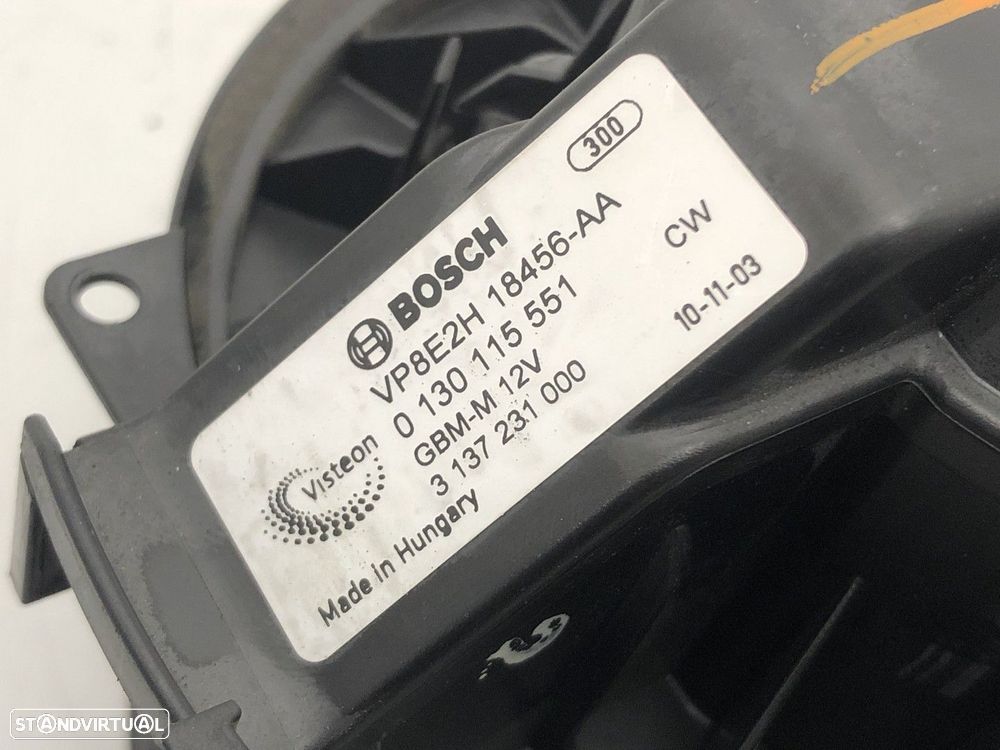 300
BOSCH
VP8E2H 18456-AA
0 130 115 551
CW
GBM-M 12V
10-11-03
3 137 231 000
Visteon
Made in Hungary
STANDVIRTUAL